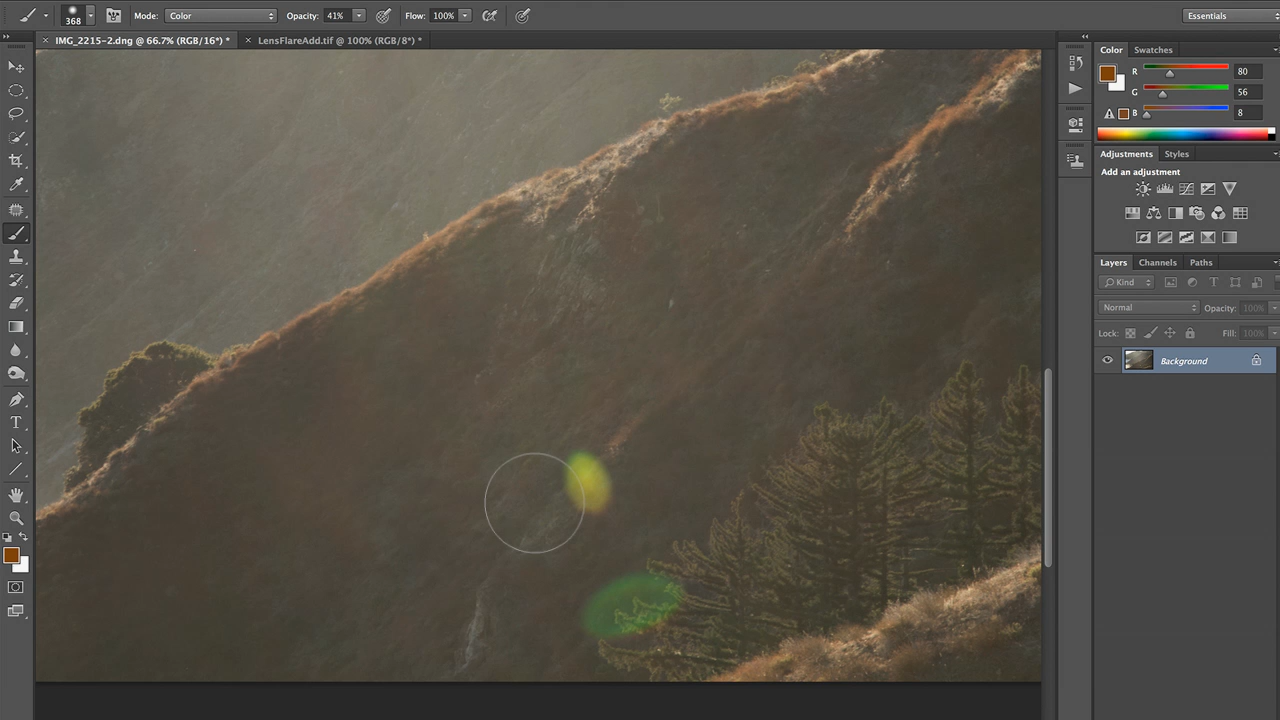 368 Mode: Color Opacity: 41% Flow: 100% Essentials
× IMG_2215-2.dng @ 66.7% (RGB/16*) * × LensFlareAdd.tif @ 100% (RGB/8*) *
Color Swatches
R 80
G 56
B 8
Adjustments Styles
Add an adjustment
Layers Channels Paths
Kind
Normal Opacity: 100%
Lock: Fill: 100%
Background